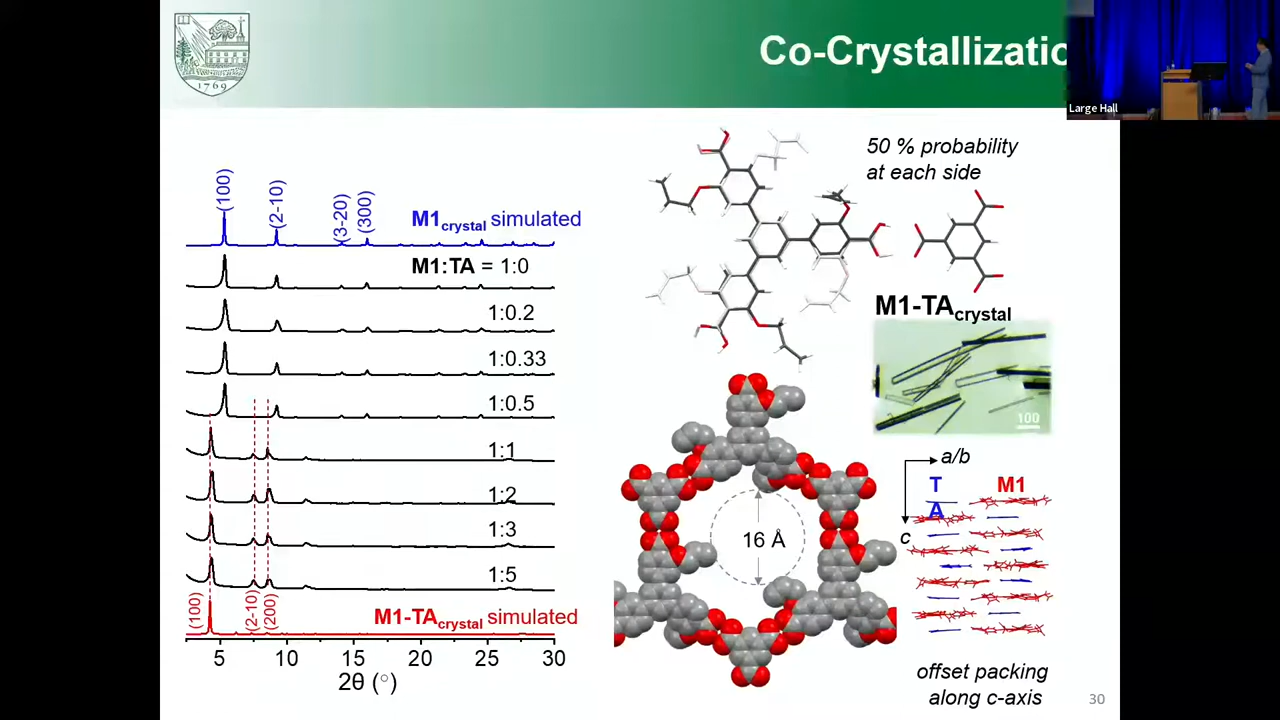 Co-Crystallizatio
Large Hall
1769
(100)
(2-10)
(3-20)
(300)
M1crystal simulated
M1:TA = 1:0
1:0.2
1:0.33
1:0.5
1:1
1:2
1:3
1:5
(100)
(2-10)
(200)
M1-TAcrystal simulated
5 10 15 20 25 30
2θ (°)
50 % probability
at each side
M1-TAcrystal
100
16 Å
a/b
c
T
A
M1
offset packing
along c-axis
30